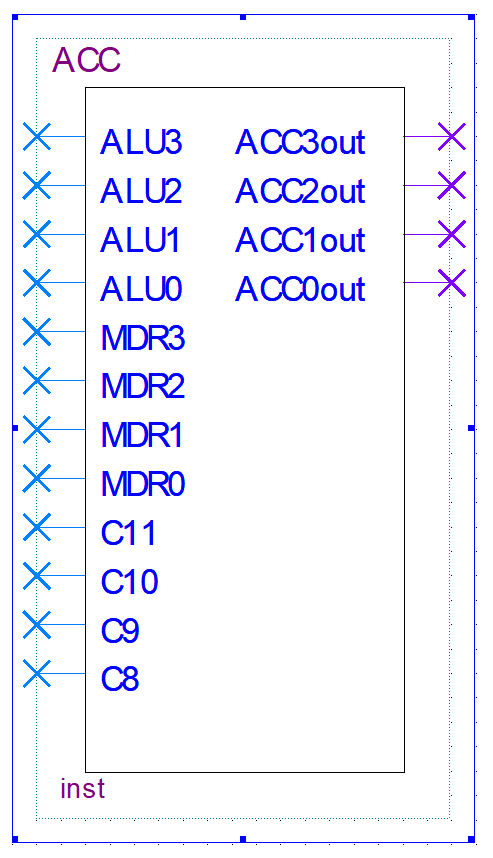 ACC
ALU3 ACC3out
ALU2 ACC2out
ALU1 ACC1out
ALU0 ACC0out
MDR3
MDR2
MDR1
MDR0
C11
C10
C9
C8
inst